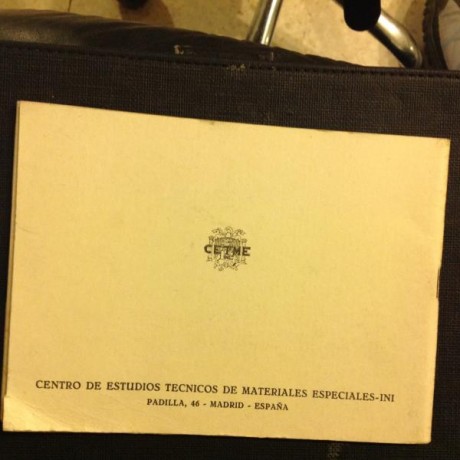 CETME
CENTRO DE ESTUDIOS TECNICOS DE MATERIALES ESPECIALES-INI
PADILLA, 46 - MADRID - ESPAÑA